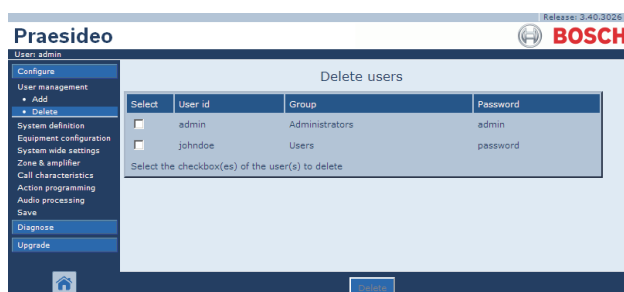 Release: 3.40.3026
Praesideo
BOSCH
User: admin
Configure
User management
• Add
• Delete
System definition
Equipment configuration
System wide settings
Zone & amplifier
Call characteristics
Action programming
Audio processing
Save
Diagnose
Upgrade
Delete users
Select User id Group Password
admin Administrators admin
johndoe Users password
Select the checkbox(es) of the user(s) to delete
Delete